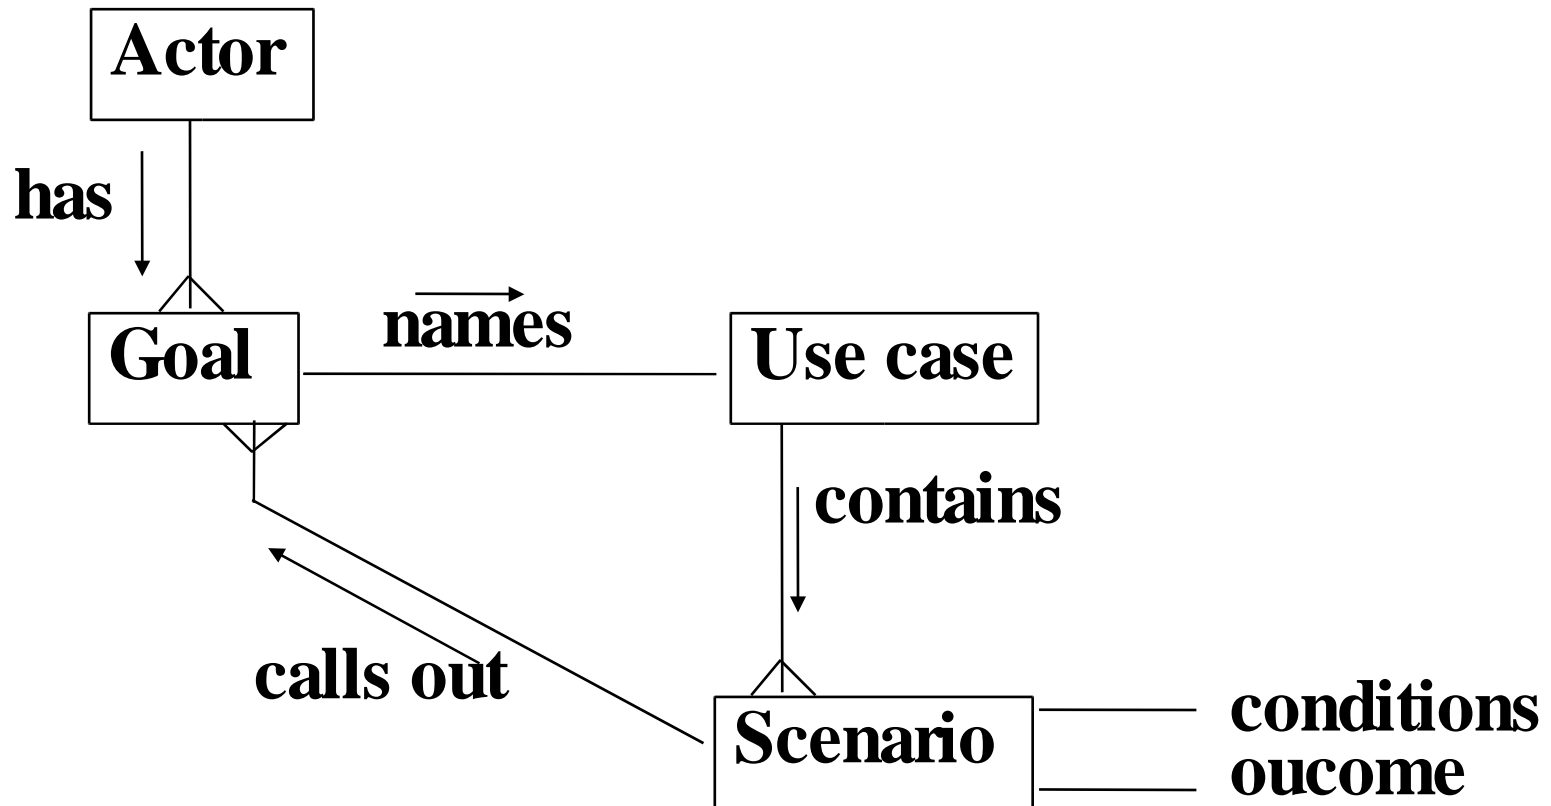 Actor
has
names
Goal
Use case
contains
calls out
Scenario
conditions
oucome